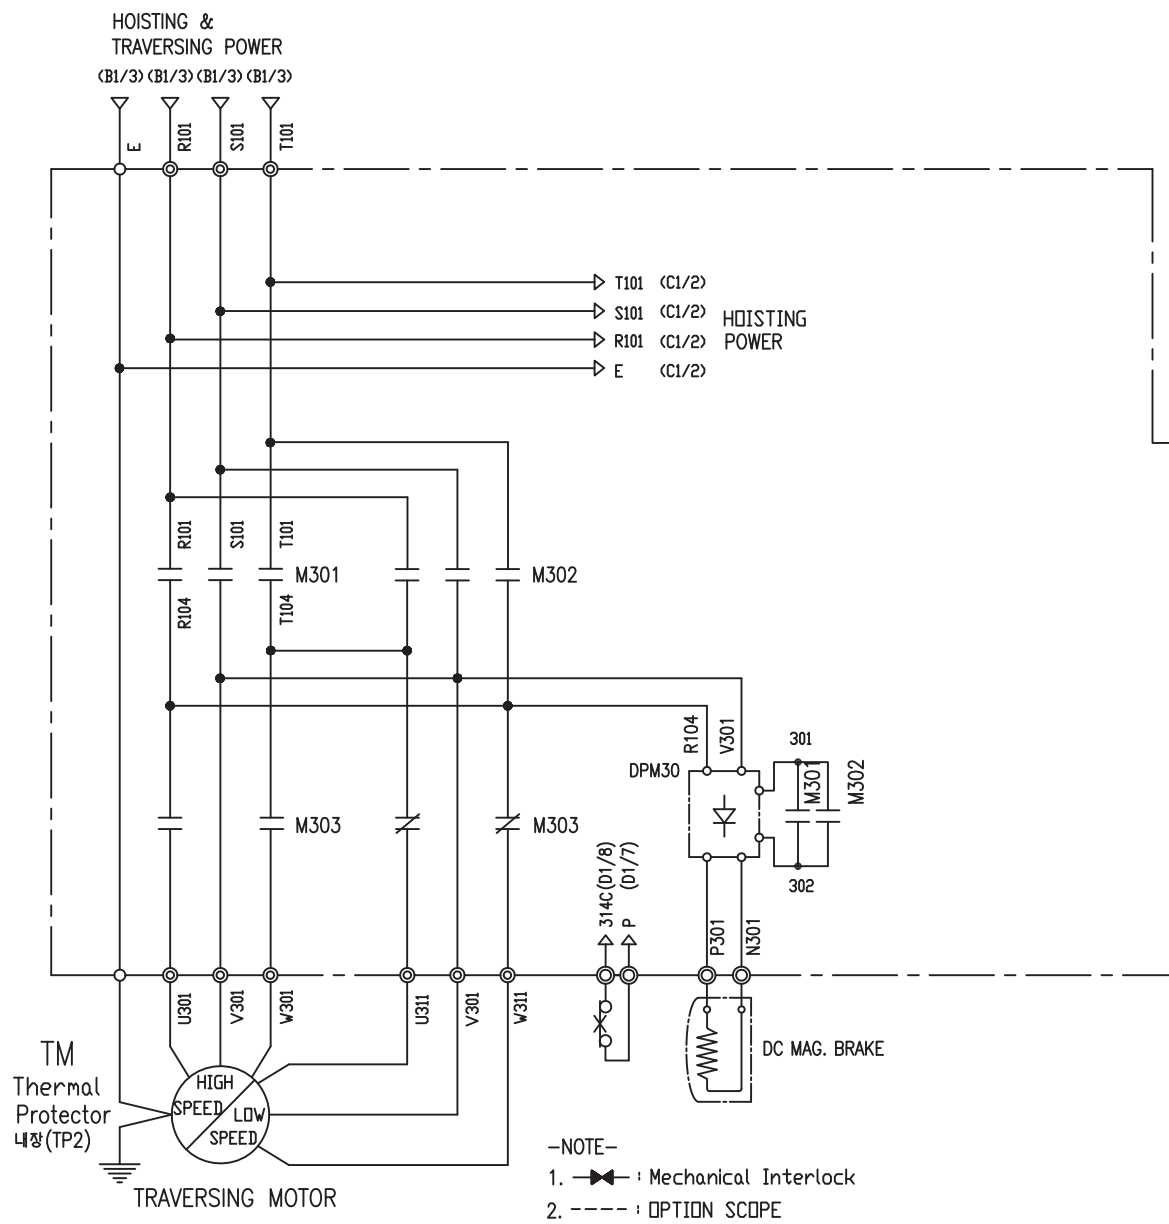 HOISTING &
TRAVERSING POWER
(B1/3) (B1/3) (B1/3) (B1/3)
E
R101
S101
T101
T101 (C1/2)
S101 (C1/2)
R101 (C1/2)
E (C1/2)
HOISTING
POWER
R101
S101
T101
M301
M302
R104
T104
R104
V301
301
DPM30
M301
M302
M303
M303
302
314C(D1/8)
P (D1/7)
P301
N301
U301
V301
W301
U311
V301
W311
TM
Thermal
Protector
내장(TP2)
HIGH
SPEED
LOW
SPEED
DC MAG. BRAKE
TRAVERSING MOTOR
-NOTE-
1. : Mechanical Interlock
2. ----- : OPTION SCOPE